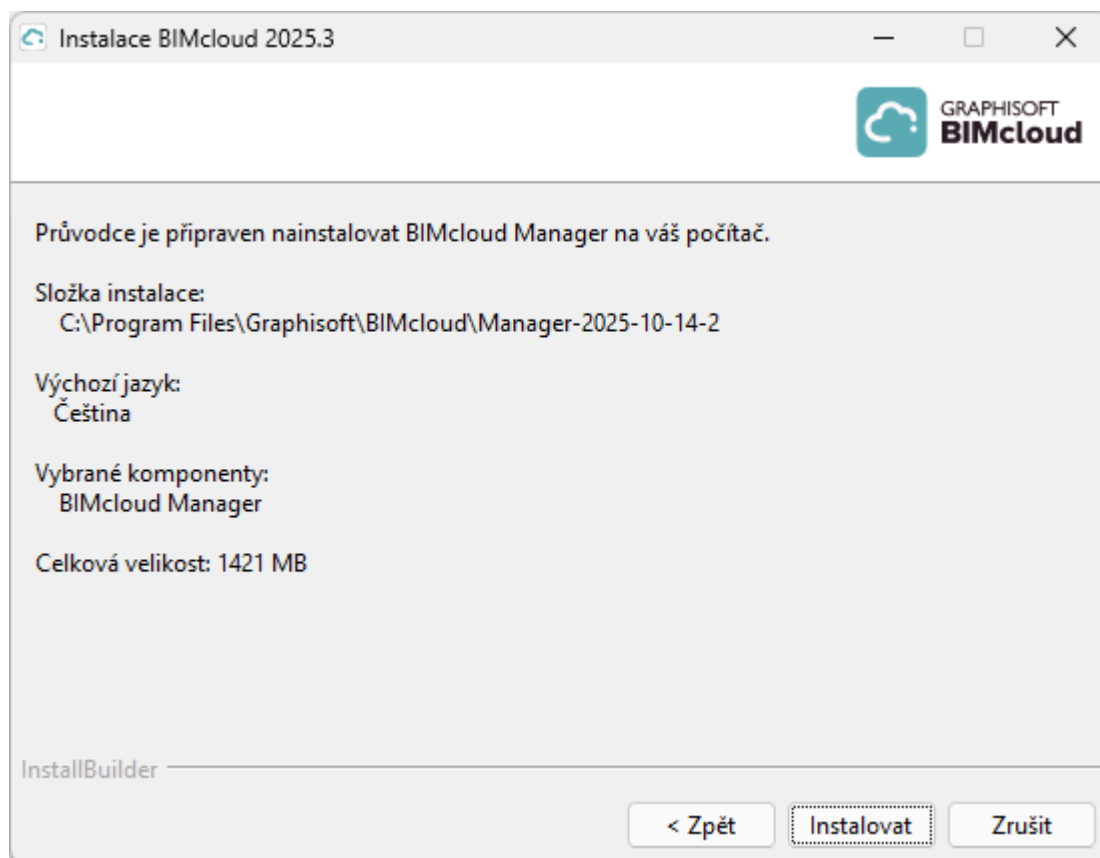 Instalace BIMcloud 2025.3
GRAPHISOFT
BIMcloud
Průvodce je připraven nainstalovat BIMcloud Manager na váš počítač.
Složka instalace:
C:\Program Files\Graphisoft\BIMcloud\Manager-2025-10-14-2
Výchozí jazyk:
Čeština
Vybrané komponenty:
BIMcloud Manager
Celková velikost: 1421 MB
InstallBuilder
< Zpět
Instalovat
Zrušit